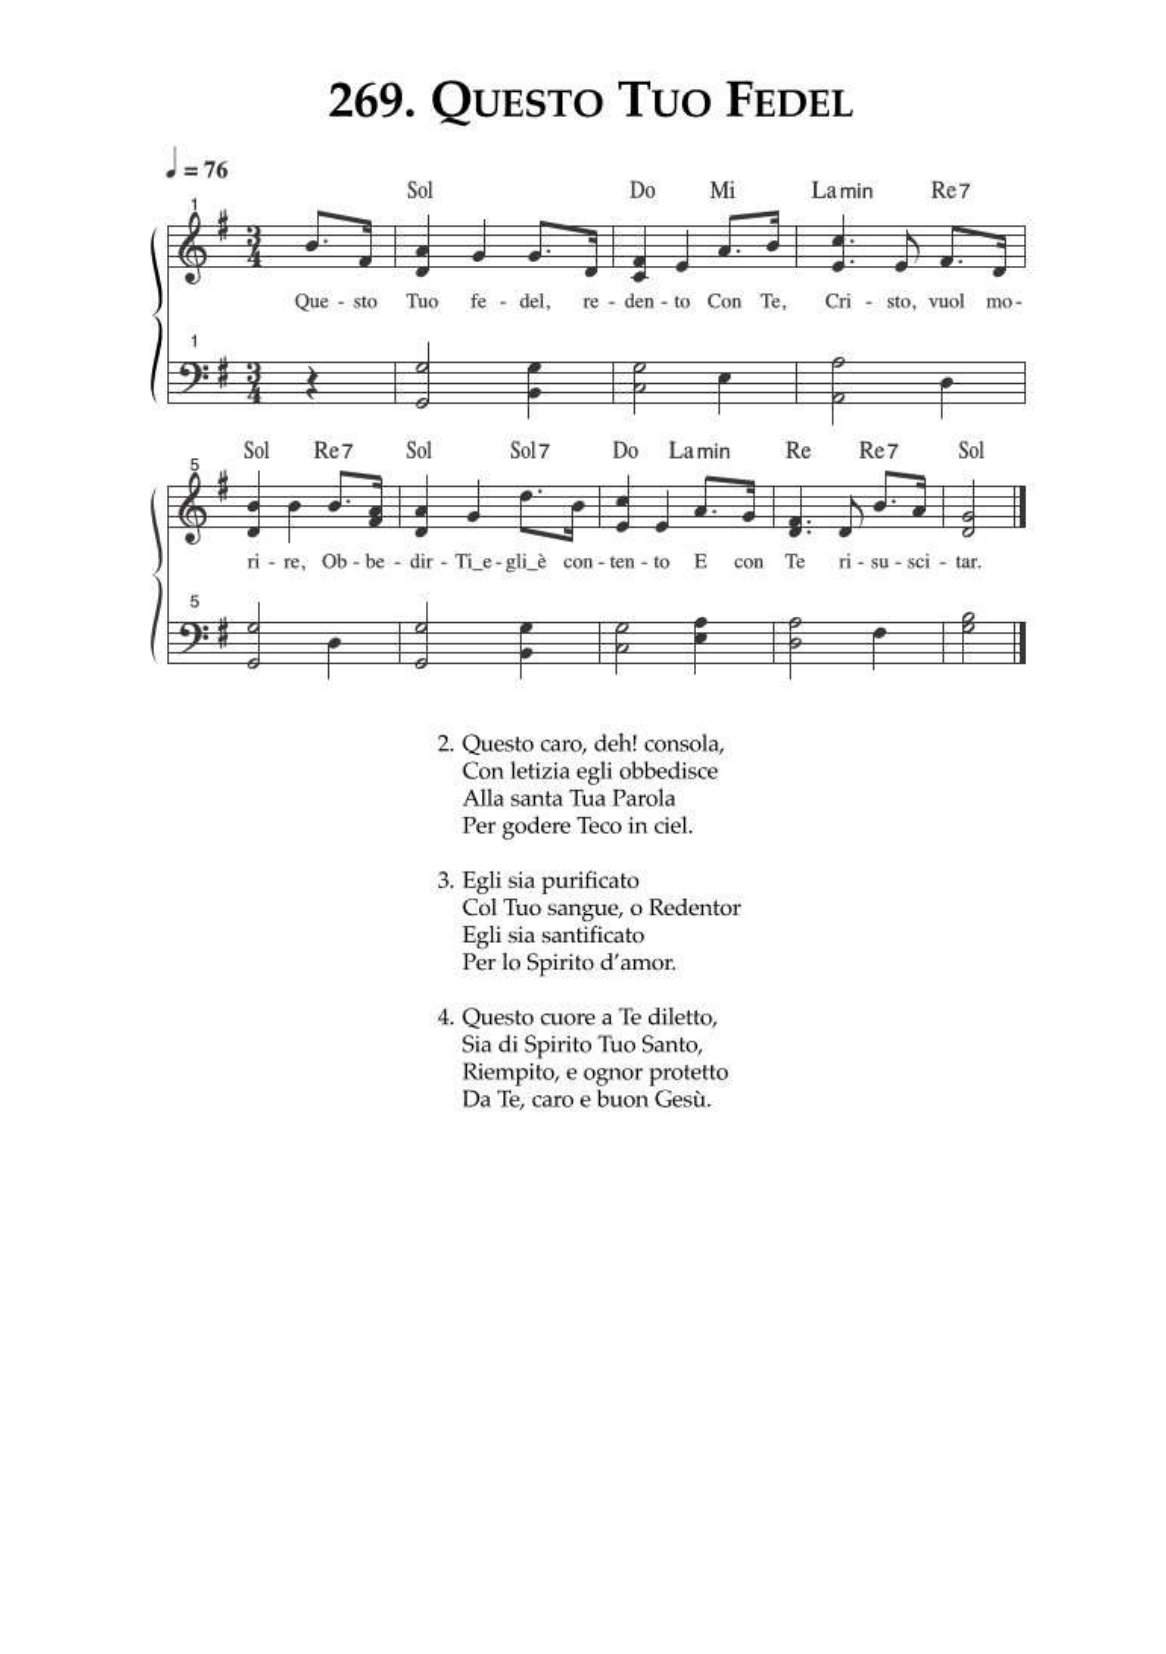 269. Questo Tuo Fedel
♩ = 76
Sol Do Mi Lamin Re7
1
3 4
Que - sto Tuo fe - del, re - den - to Con Te, Cri - sto, vuol mo -
1
3 4
Sol Re7 Sol Sol7 Do Lamin Re Re7 Sol
5
ri - re, Ob - be - dir - Ti_e - gli_è con - ten - to E con Te ri - su - sci - tar.
5
2. Questo caro, deh! consola,
Con letizia egli obbedisce
Alla santa Tua Parola
Per godere Teco in ciel.
3. Egli sia purificato
Col Tuo sangue, o Redentor
Egli sia santificato
Per lo Spirito d'amor.
4. Questo cuore a Te diletto,
Sia di Spirito Tuo Santo,
Riempito, e ognor protetto
Da Te, caro e buon Gesù.